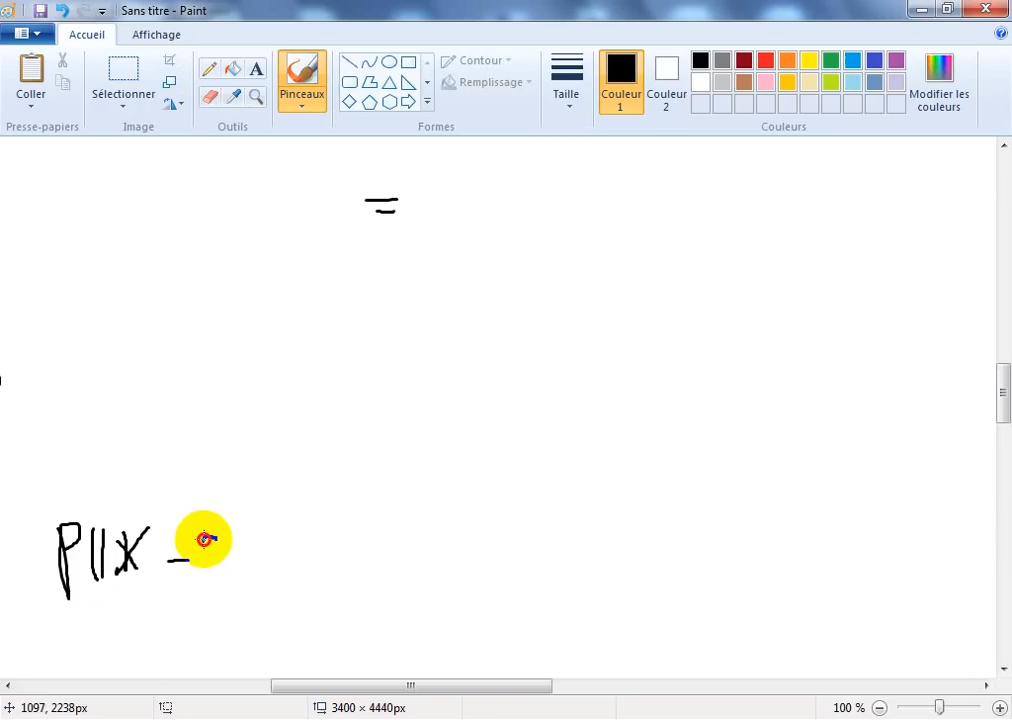 Sans titre - Paint
Accueil Affichage
Coller Sélectionner Pinceaux Contour Remplissage Taille Couleur 1 Couleur 2 Modifier les couleurs
Presse-papiers Image Outils Formes Couleurs
=
1097, 2238px 3400 × 4440px 100 %